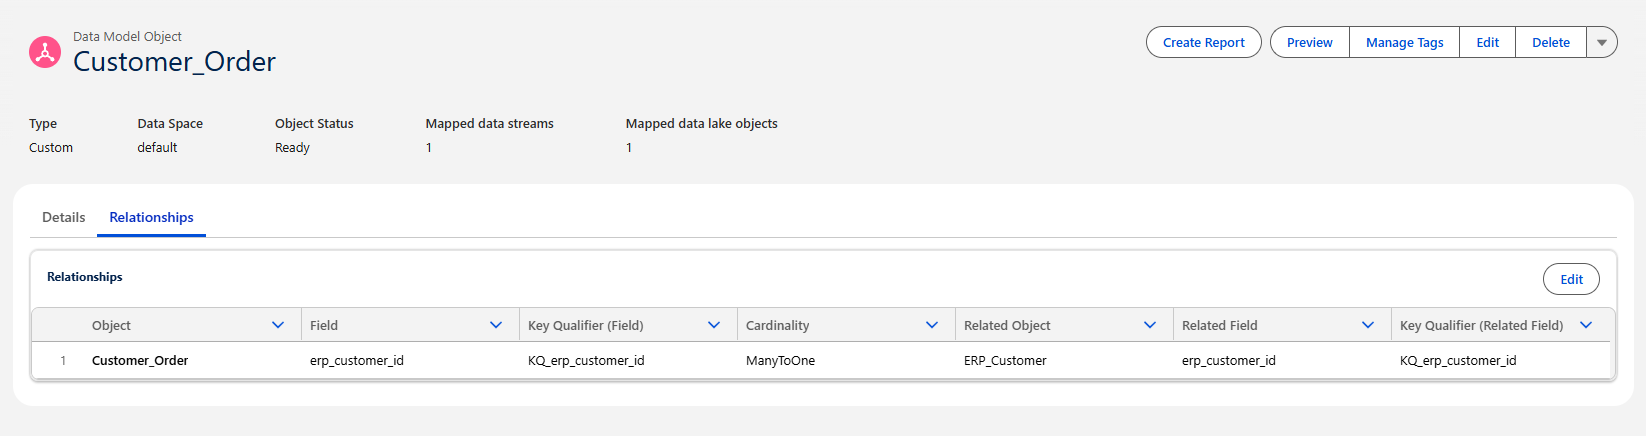 Data Model Object
Customer_Order
Create Report Preview Manage Tags Edit Delete
Type Data Space Object Status Mapped data streams Mapped data lake objects
Custom default Ready 1 1
Details Relationships
Relationships Edit
Object Field Key Qualifier (Field) Cardinality Related Object Related Field Key Qualifier (Related Field)
1 Customer_Order erp_customer_id KQ_erp_customer_id ManyToOne ERP_Customer erp_customer_id KQ_erp_customer_id